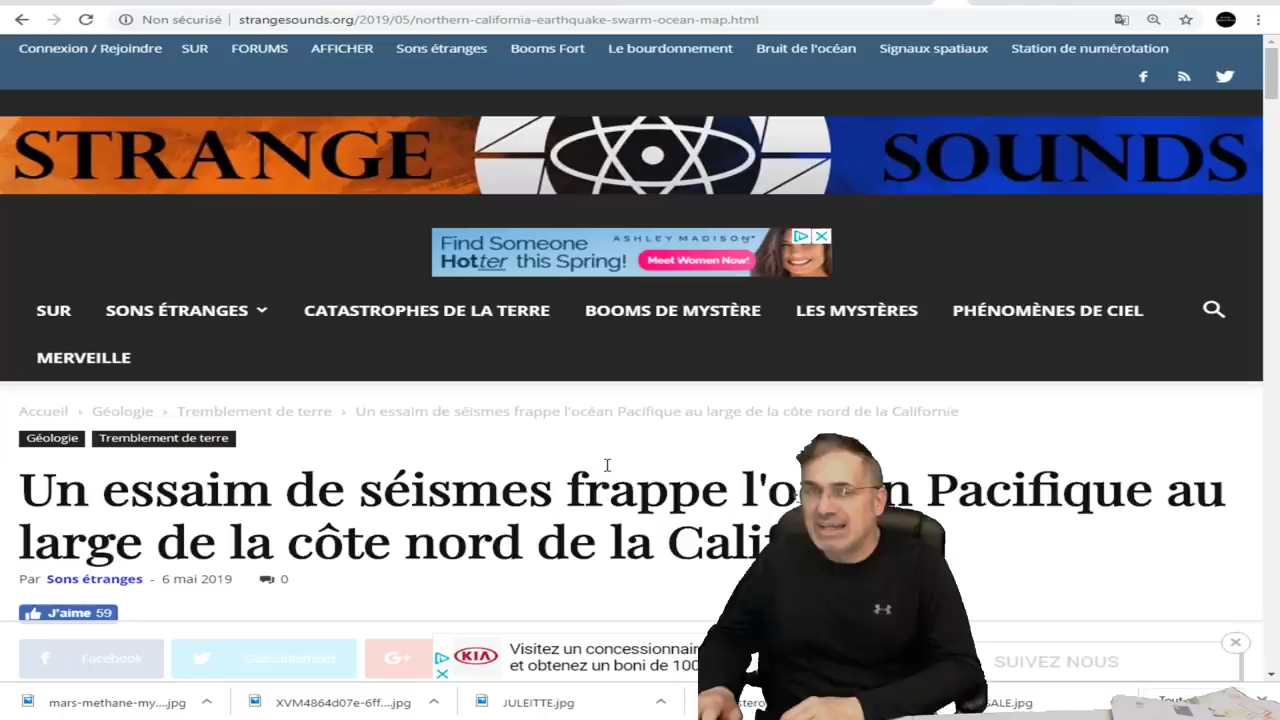 Non sécurisé strangesounds.org/2019/05/northern-california-earthquake-swarm-ocean-map.html
Connexion / Rejoindre SUR FORUMS AFFICHER Sons étranges Booms Fort Le bourdonnement Bruit de l'océan Signaux spatiaux Station de numérotation
STRANGE SOUNDS
Find Someone
Hotter this Spring!
ASHLEY MADISON
Meet Women Now!
SUR SONS ÉTRANGES CATASTROPHES DE LA TERRE BOOMS DE MYSTÈRE LES MYSTÈRES PHÉNOMÈNES DE CIEL
MERVEILLE
Accueil › Géologie › Tremblement de terre › Un essaim de séismes frappe l'océan Pacifique au large de la côte nord de la Californie
Géologie Tremblement de terre
Un essaim de séismes frappe l'océan Pacifique au
large de la côte nord de la Calif
Par Sons étranges - 6 mai 2019 0
J'aime 59
Facebook Gazouillement G+
KIA
Visitez un concessionnair
et obtenez un boni de 100
SUIVEZ NOUS
mars-methane-my....jpg XVM4864d07e-6ff....jpg JULEITTE.jpg